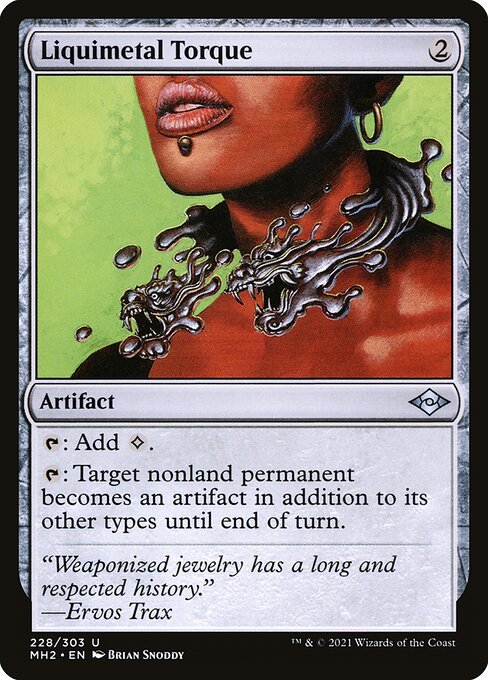 Liquimetal Torque 2
Artifact
: Add .
: Target nonland permanent
becomes an artifact in addition to its
other types until end of turn.
“Weaponized jewelry has a long and
respected history.”
—Ervos Trax
228/303 U
MH2 • EN Brian Snoddy
™ & © 2021 Wizards of the Coast